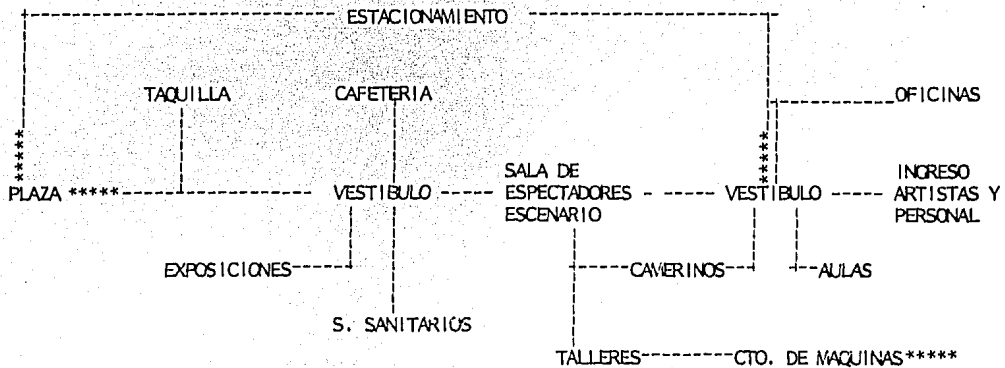 ESTACIONAMIENTO
TAQUILLA CAFETERIA OFICINAS
PLAZA ***** VESTIBULO SALA DE ESPECTADORES ESCENARIO VESTIBULO INGRESO ARTISTAS Y PERSONAL
EXPOSICIONES CAMERINOS AULAS
S. SANITARIOS
TALLERES CTO. DE MAQUINAS*****